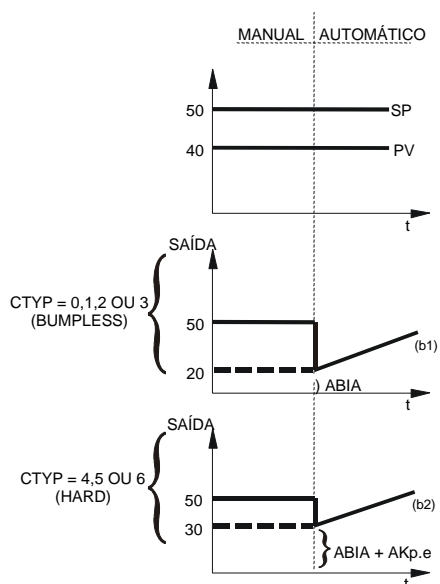 MANUAL AUTOMÁTICO
50
SP
40
PV
t
SAÍDA
CTYP = 0,1,2 OU 3
(BUMPLESS)
50
(b1)
20
) ABIA
t
SAÍDA
CTYP = 4,5 OU 6
(HARD)
50
(b2)
30
ABIA + AKp.e
t